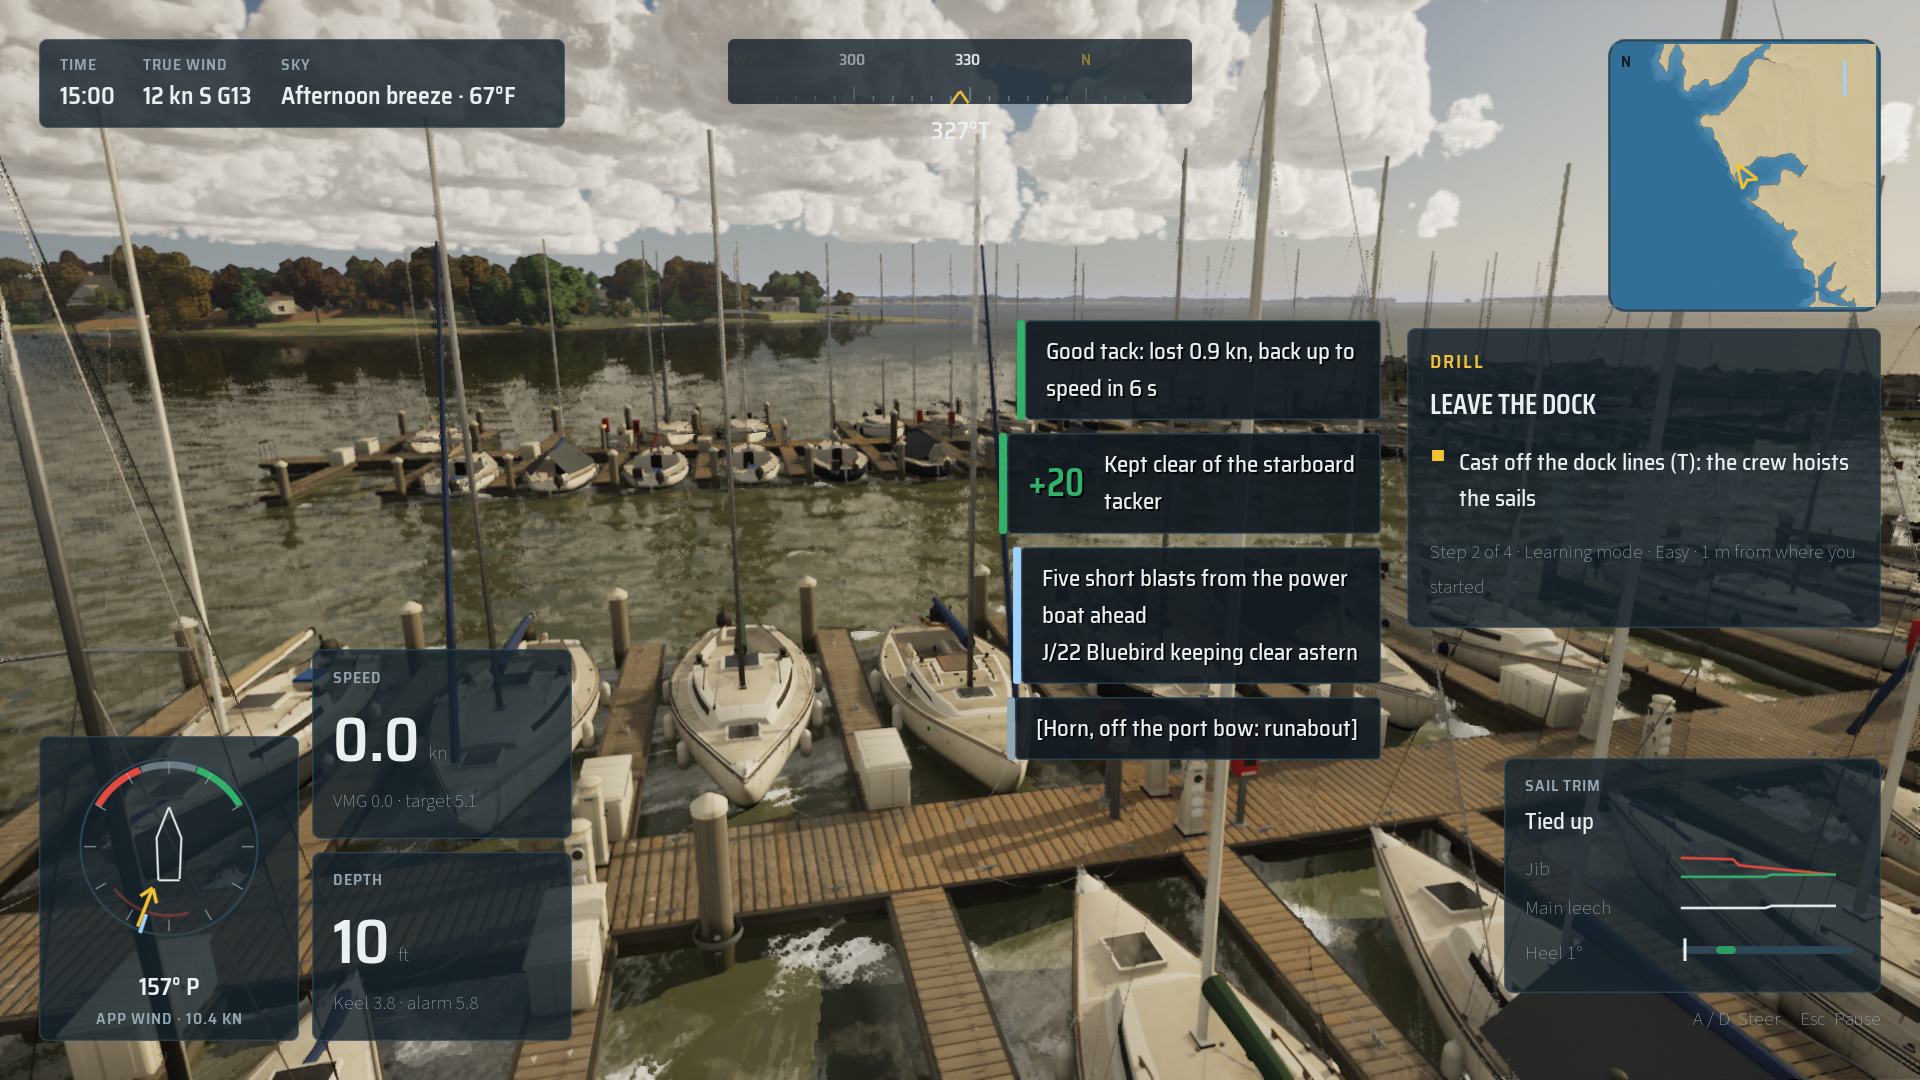 TIME TRUE WIND SKY
15:00 12 kn S G13 Afternoon breeze · 67°F
W 300 330 N
327°T
N
Good tack: lost 0.9 kn, back up to
speed in 6 s
+20 Kept clear of the starboard
tacker
Five short blasts from the power
boat ahead
J/22 Bluebird keeping clear astern
[Horn, off the port bow: runabout]
DRILL
LEAVE THE DOCK
Cast off the dock lines (T): the crew hoists
the sails
Step 2 of 4 · Learning mode · Easy · 1 m from where you
started
SPEED
0.0 kn
VMG 0.0 · target 5.1
DEPTH
10 ft
Keel 3.8 · alarm 5.8
157° P
APP WIND · 10.4 KN
SAIL TRIM
Tied up
Jib
Main leech
Heel 1°
A / D Steer Esc Pause